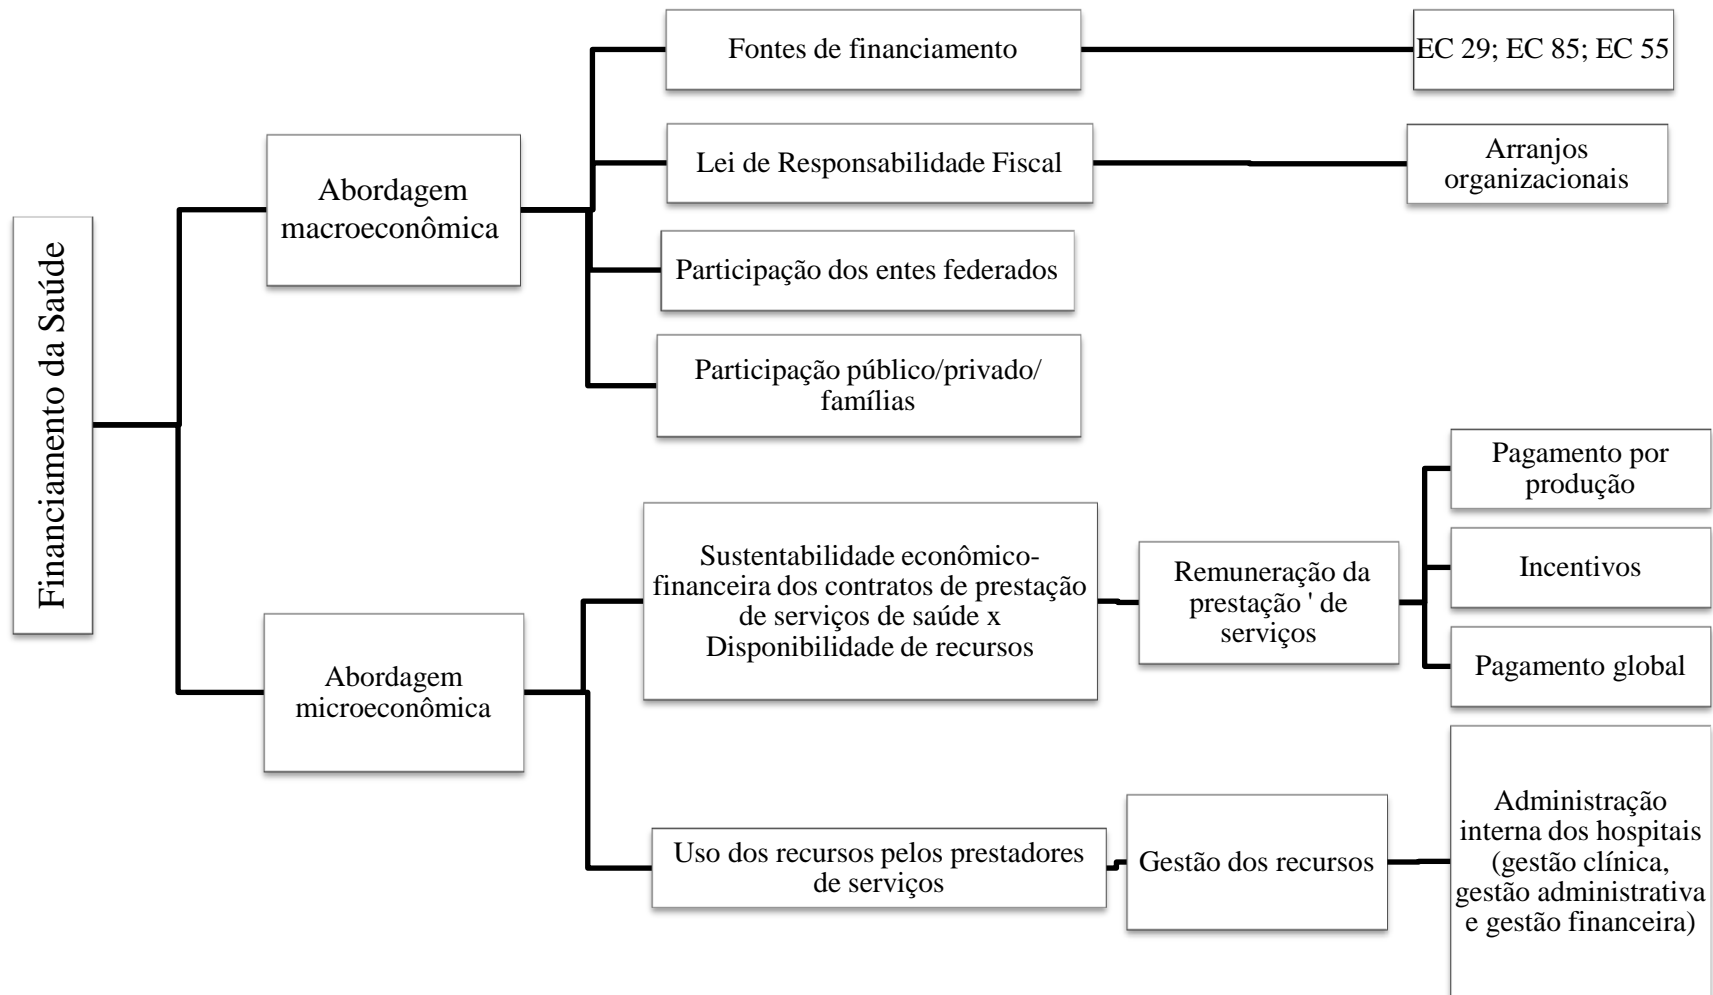 Financiamento da Saúde
Abordagem
macroeconômica
Fontes de financiamento
EC 29; EC 85; EC 55
Lei de Responsabilidade Fiscal
Arranjos
organizacionais
Participação dos entes federados
Participação público/privado/
famílias
Abordagem
microeconômica
Sustentabilidade econômico-
financeira dos contratos de prestação
de serviços de saúde x
Disponibilidade de recursos
Remuneração da
prestação ' de
serviços
Pagamento por
produção
Incentivos
Pagamento global
Uso dos recursos pelos prestadores
de serviços
Gestão dos recursos
Administração
interna dos hospitais
(gestão clínica,
gestão administrativa
e gestão financeira)